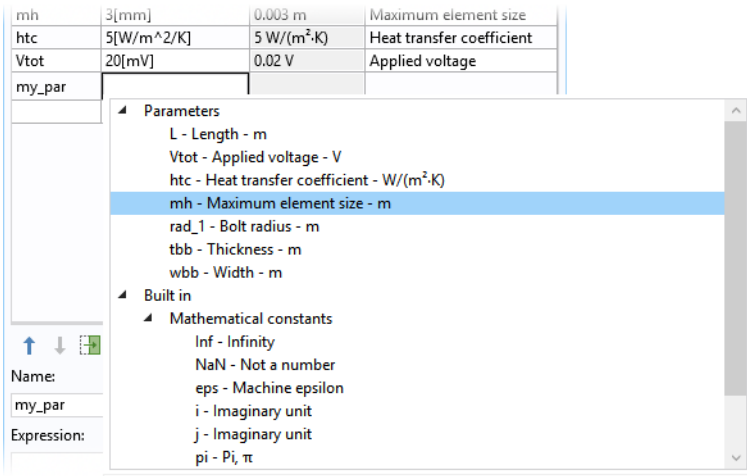 mh 3[mm] 0.003 m Maximum element size
htc 5[W/m^2/K] 5 W/(m²·K) Heat transfer coefficient
Vtot 20[mV] 0.02 V Applied voltage
my_par
Parameters
L - Length - m
Vtot - Applied voltage - V
htc - Heat transfer coefficient - W/(m²·K)
mh - Maximum element size - m
rad_1 - Bolt radius - m
tbb - Thickness - m
wbb - Width - m
Built in
Mathematical constants
Inf - Infinity
NaN - Not a number
eps - Machine epsilon
i - Imaginary unit
j - Imaginary unit
pi - Pi, π
Name:
my_par
Expression: